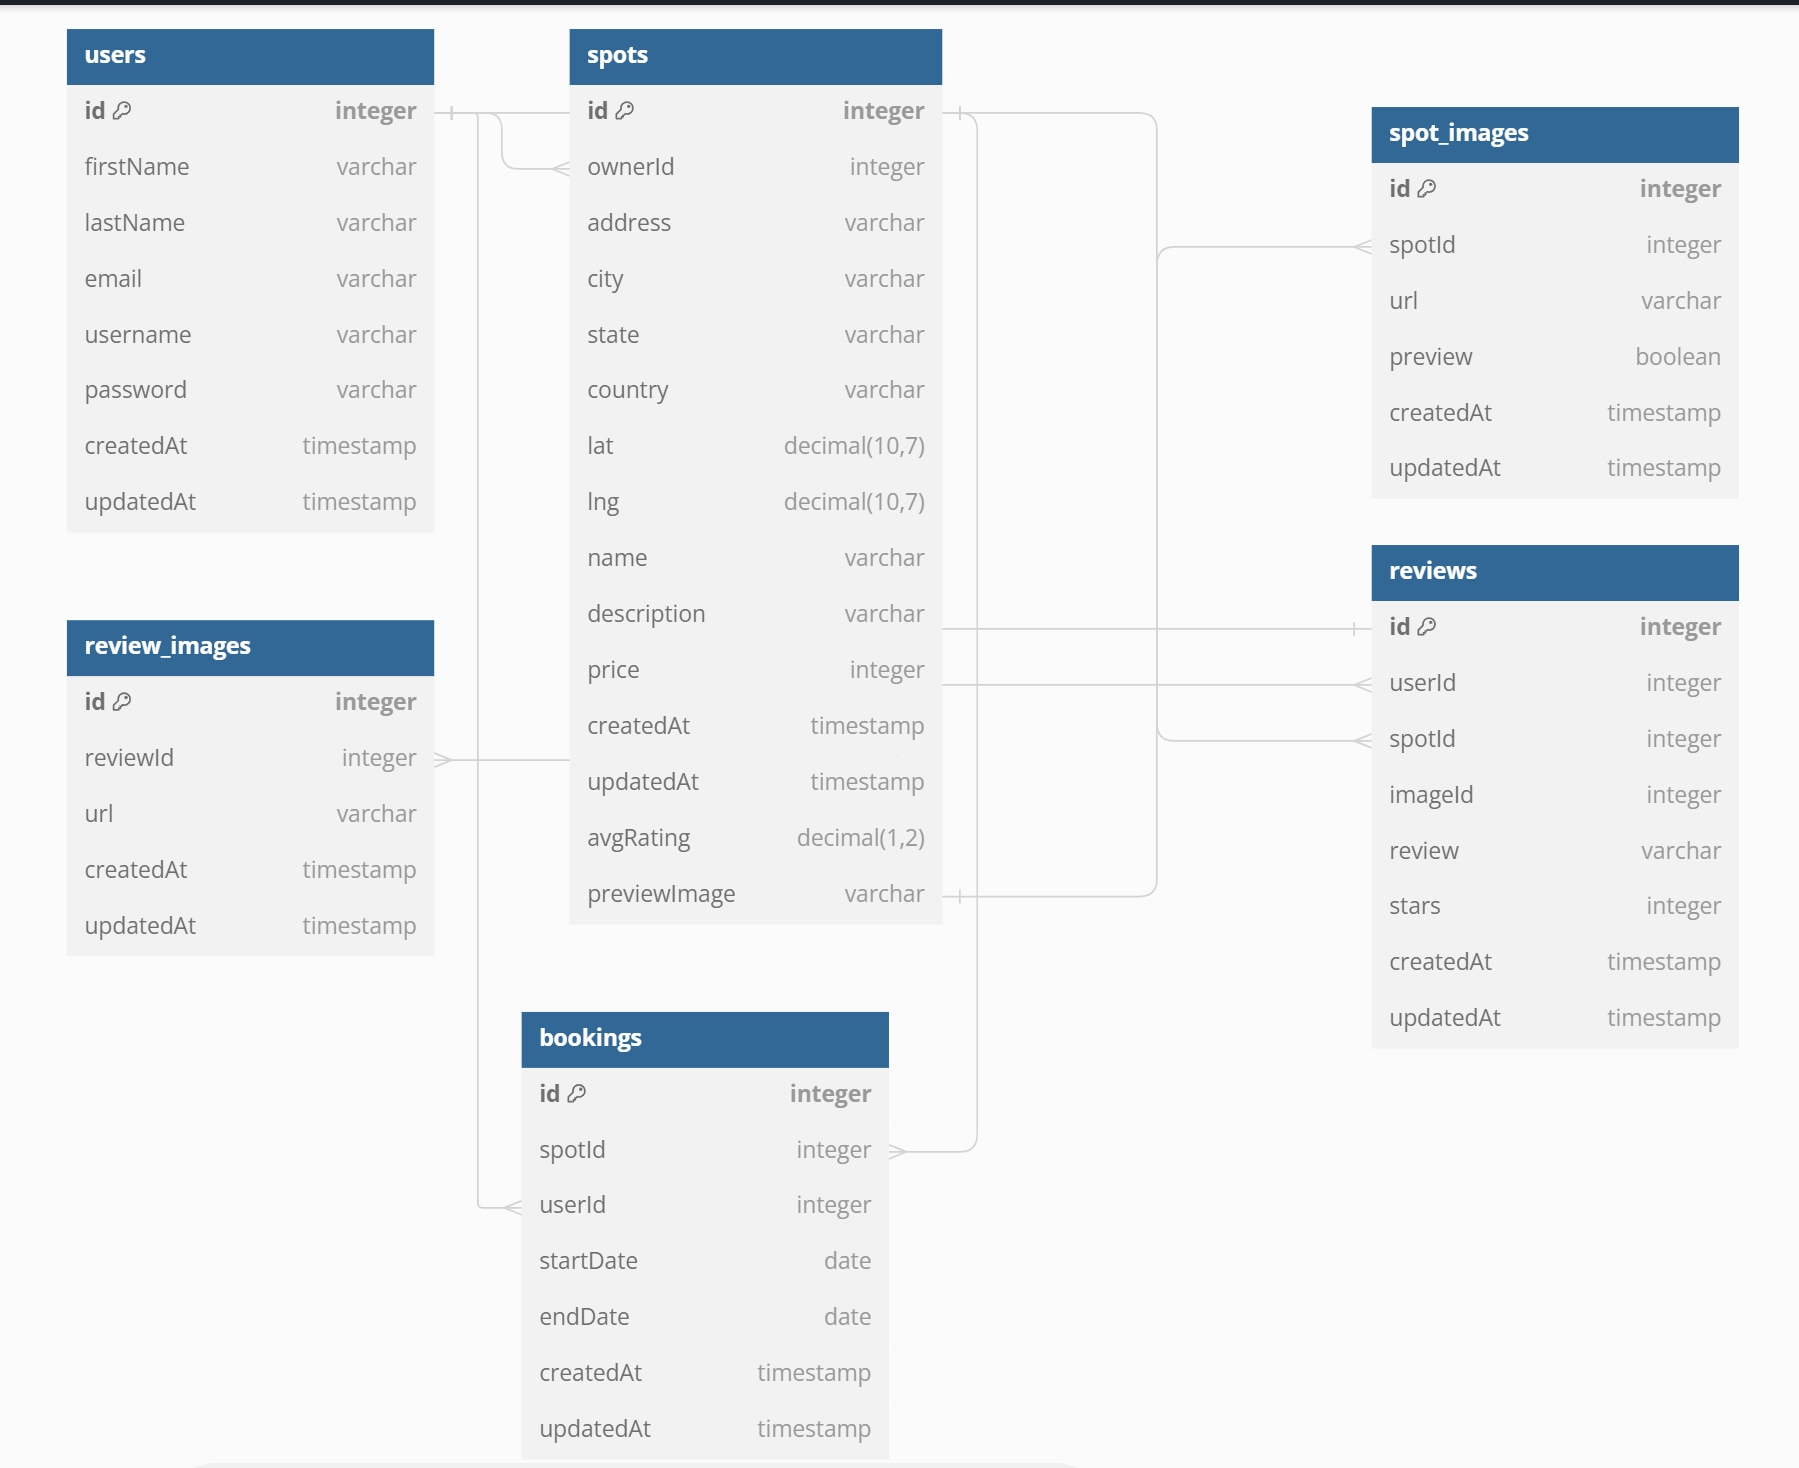 users
id integer
firstName varchar
lastName varchar
email varchar
username varchar
password varchar
createdAt timestamp
updatedAt timestamp
spots
id integer
ownerId integer
address varchar
city varchar
state varchar
country varchar
lat decimal(10,7)
lng decimal(10,7)
name varchar
description varchar
price integer
createdAt timestamp
updatedAt timestamp
avgRating decimal(1,2)
previewImage varchar
spot_images
id integer
spotId integer
url varchar
preview boolean
createdAt timestamp
updatedAt timestamp
reviews
id integer
userId integer
spotId integer
imageId integer
review varchar
stars integer
createdAt timestamp
updatedAt timestamp
review_images
id integer
reviewId integer
url varchar
createdAt timestamp
updatedAt timestamp
bookings
id integer
spotId integer
userId integer
startDate date
endDate date
createdAt timestamp
updatedAt timestamp